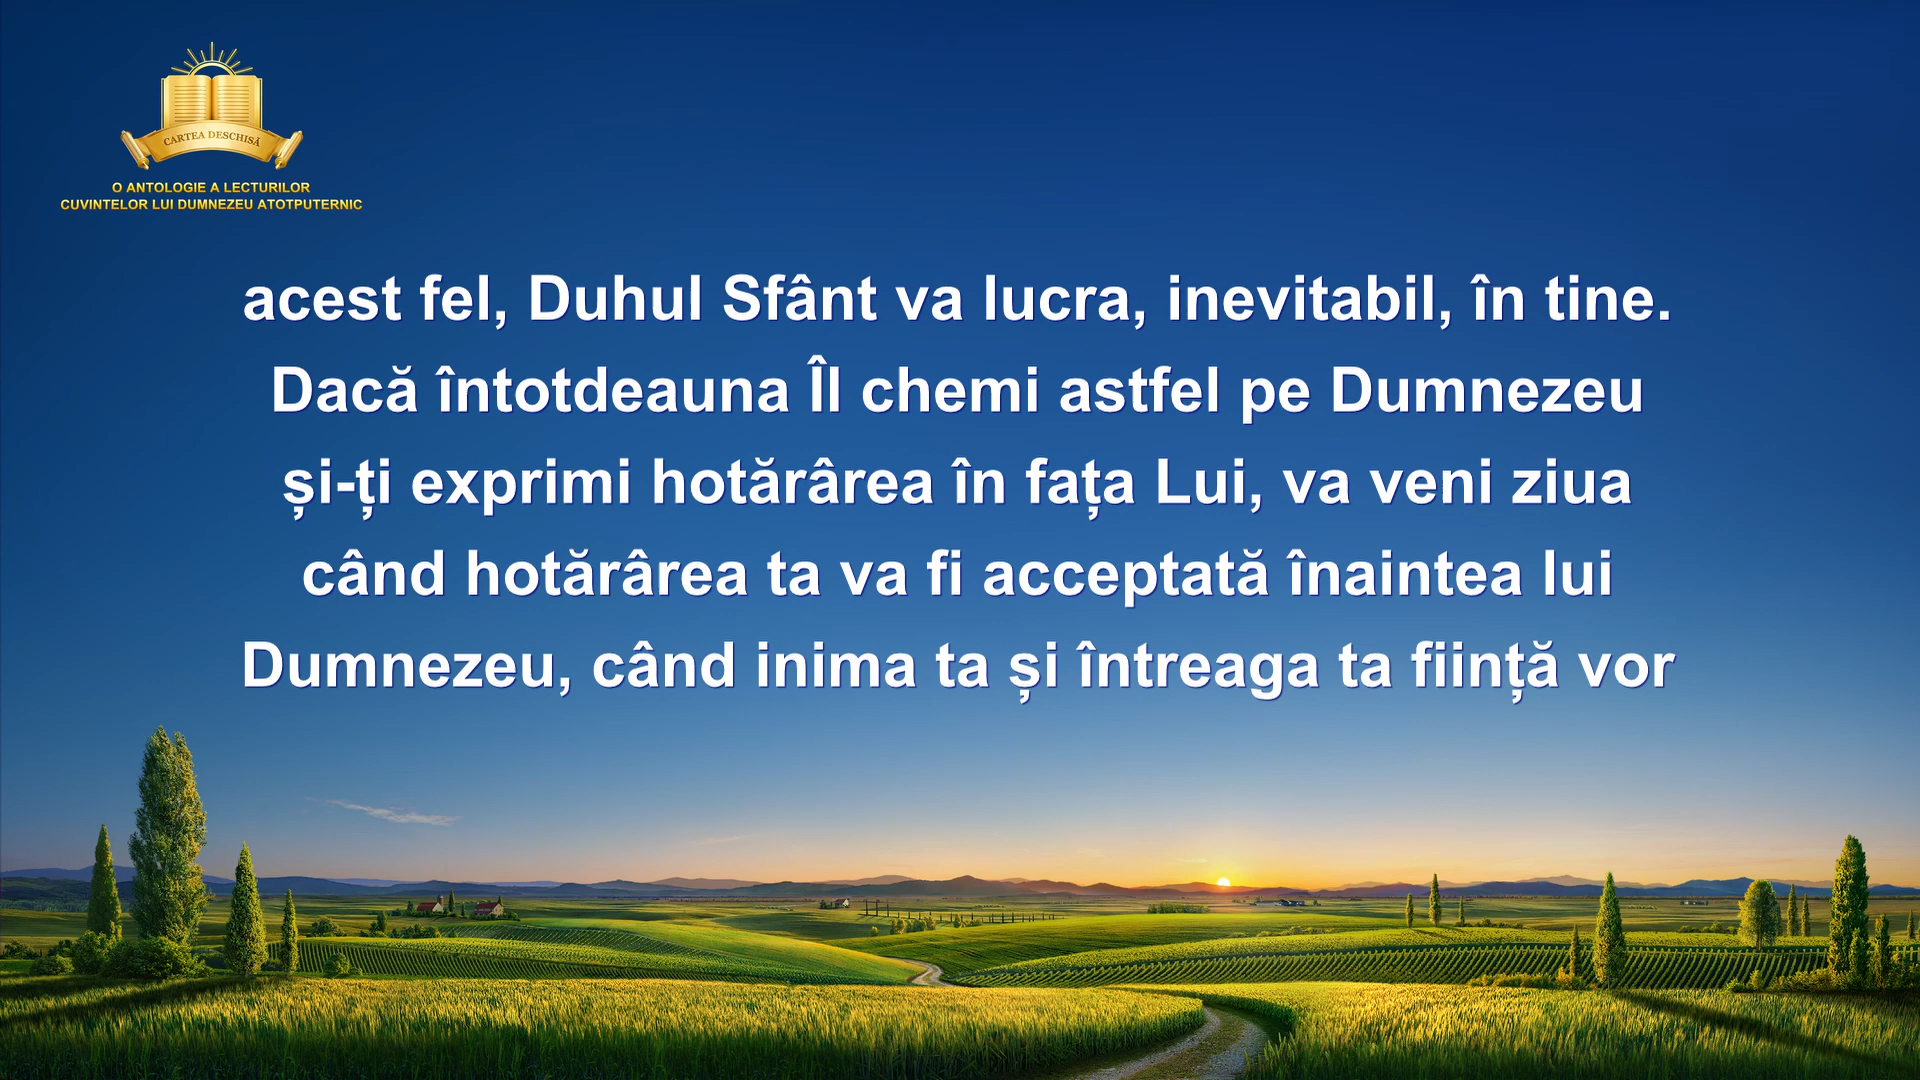 CARTEA DESCHISĂ
O ANTOLOGIE A LECTURILOR
CUVINTELOR LUI DUMNEZEU ATOTPUTERNIC
acest fel, Duhul Sfânt va lucra, inevitabil, în tine.
Dacă întotdeauna Îl chemi astfel pe Dumnezeu
și-ți exprimi hotărârea în fața Lui, va veni ziua
când hotărârea ta va fi acceptată înaintea lui
Dumnezeu, când inima ta și întreaga ta ființă vor